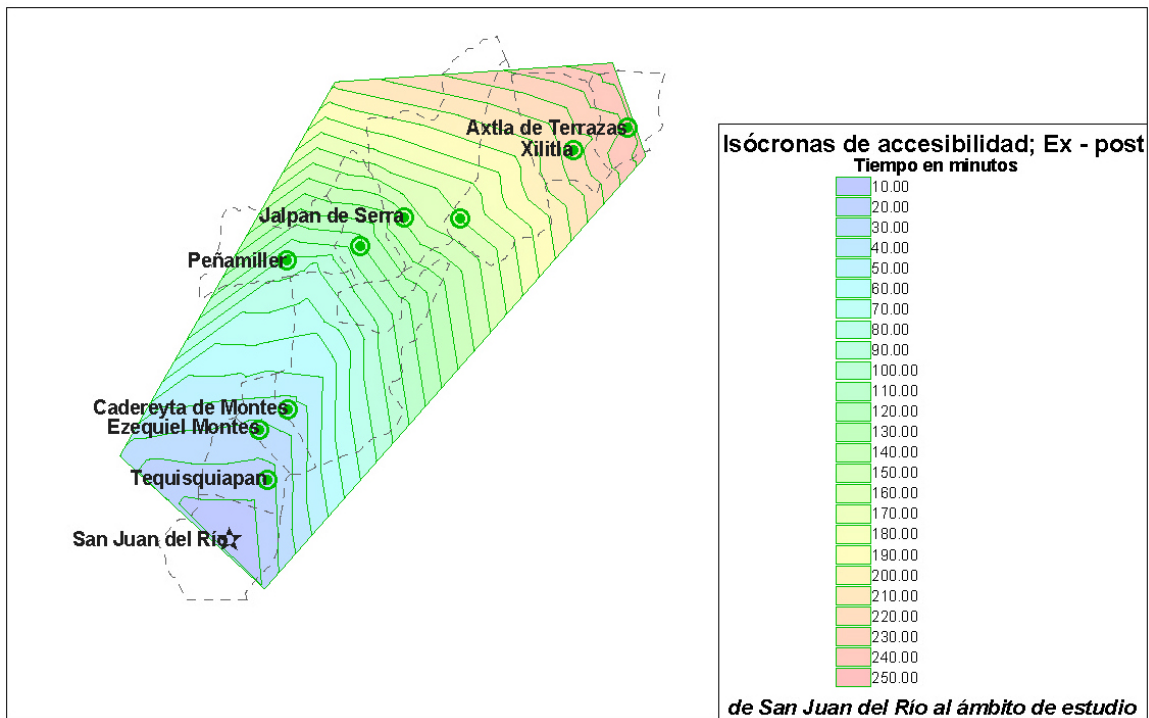 Axtla de Terrazas
Xilitla
Jalpan de Serra
Peñamiller
Cadereyta de Montes
Ezequiel Montes
Tequisquiapan
San Juan del Río
Isócronas de accesibilidad; Ex - post
Tiempo en minutos
10.00
20.00
30.00
40.00
50.00
60.00
70.00
80.00
90.00
100.00
110.00
120.00
130.00
140.00
150.00
160.00
170.00
180.00
190.00
200.00
210.00
220.00
230.00
240.00
250.00
de San Juan del Río al ámbito de estudio